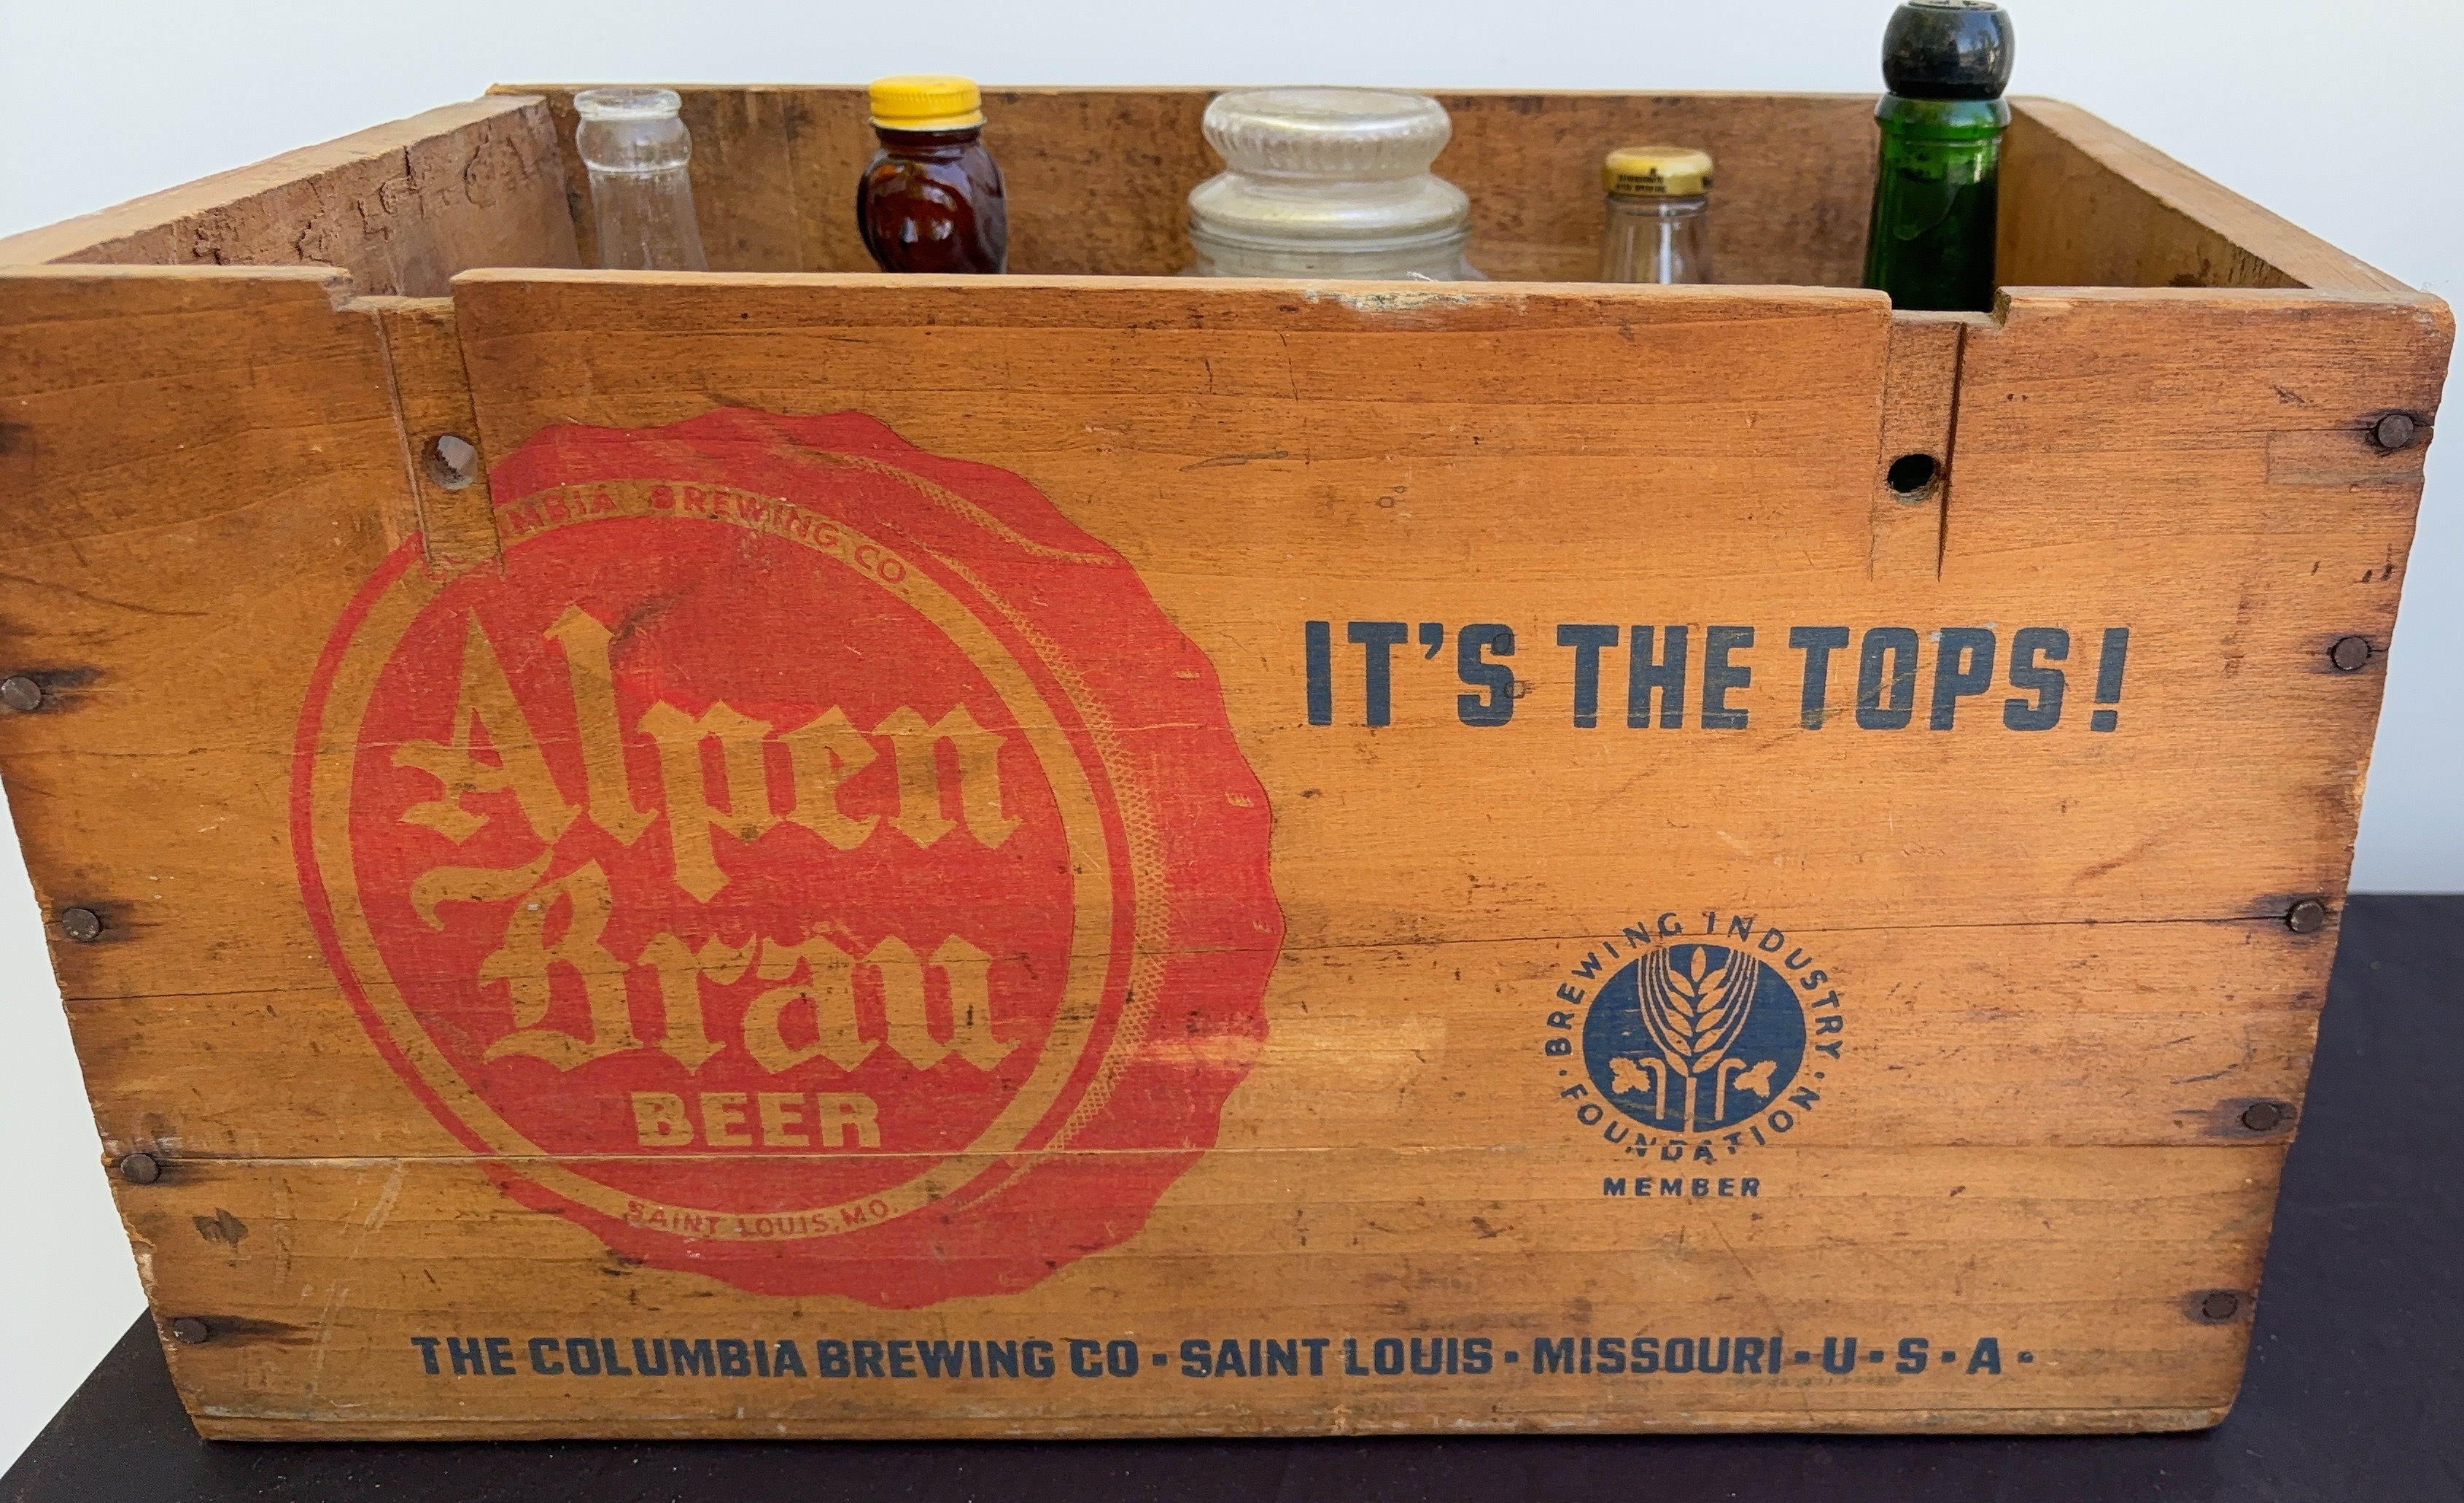 BREWING CO.
Alpen
Brau
BEER
SAINT LOUIS, MO.
IT'S THE TOPS!
BREWING INDUSTRY
· FOUNDATION ·
MEMBER
THE COLUMBIA BREWING CO · SAINT LOUIS · MISSOURI · U · S · A ·